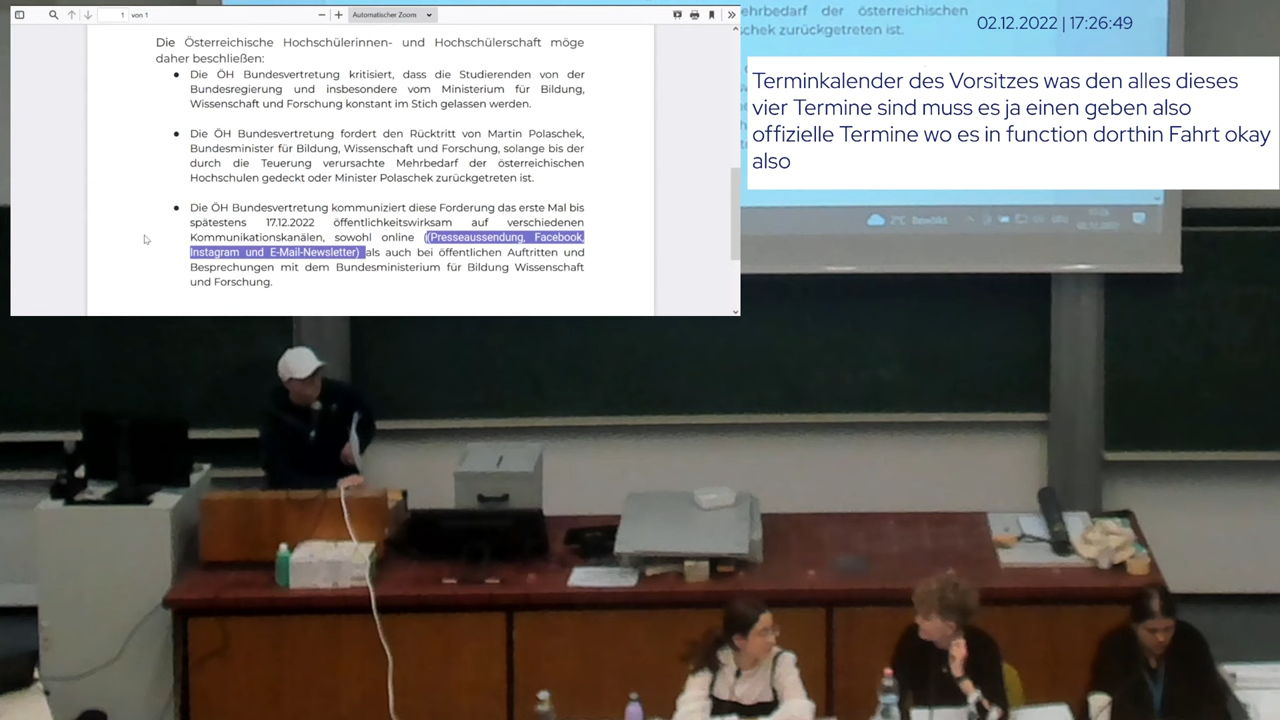 1 von 1
Automatischer Zoom
Die Österreichische Hochschülerinnen- und Hochschülerschaft möge
daher beschließen:
● Die ÖH Bundesvertretung kritisiert, dass die Studierenden von der
Bundesregierung und insbesondere vom Ministerium für Bildung,
Wissenschaft und Forschung konstant im Stich gelassen werden.
● Die ÖH Bundesvertretung fordert den Rücktritt von Martin Polaschek,
Bundesminister für Bildung, Wissenschaft und Forschung, solange bis der
durch die Teuerung verursachte Mehrbedarf der österreichischen
Hochschulen gedeckt oder Minister Polaschek zurückgetreten ist.
● Die ÖH Bundesvertretung kommuniziert diese Forderung das erste Mal bis
spätestens 17.12.2022 öffentlichkeitswirksam auf verschiedenen
Kommunikationskanälen, sowohl online ((Presseaussendung, Facebook,
Instagram und E-Mail-Newsletter) als auch bei öffentlichen Auftritten und
Besprechungen mit dem Bundesministerium für Bildung Wissenschaft
und Forschung.
ehrbedarf der österreichischen
chek zurückgetreten ist.
02.12.2022 | 17:26:49
Terminkalender des Vorsitzes was den alles dieses
vier Termine sind muss es ja einen geben also
offizielle Termine wo es in function dorthin Fahrt okay
also
2°C Bewölkt